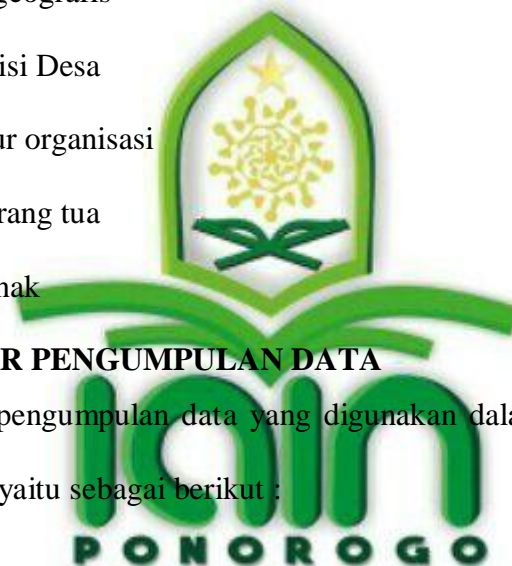 geografis
isi Desa
ur organisasi
rang tua
nak
R PENGUMPULAN DATA
pengumpulan data yang digunakan dala
yaitu sebagai berikut :
iain
PONOROGO